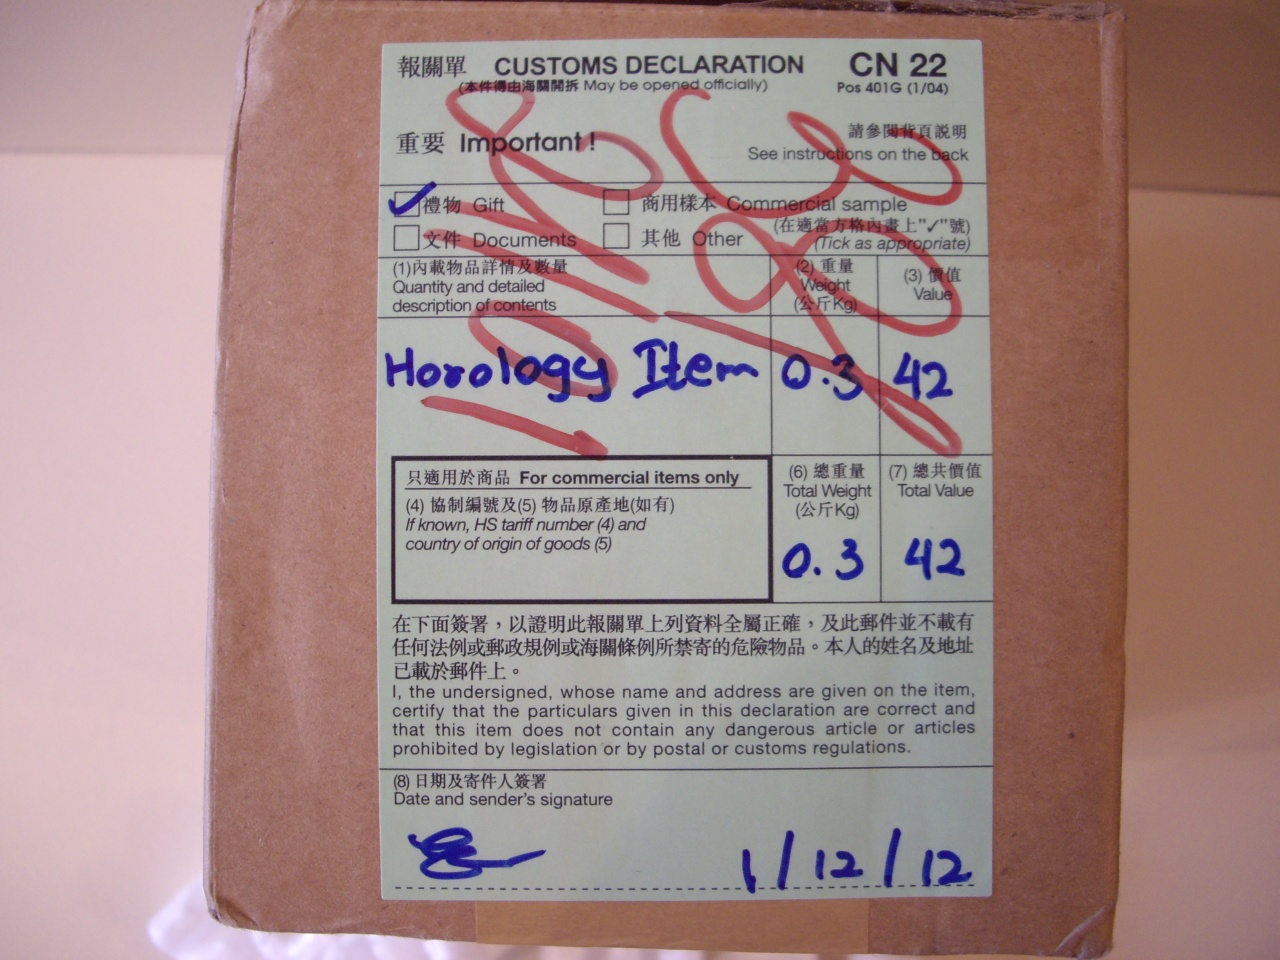 報關單 CUSTOMS DECLARATION CN 22
(本件得由海關開拆 May be opened officially) Pos 401G (1/04)
重要 Important ! 請參閱背頁說明
See instructions on the back
✓ 禮物 Gift 商用樣本 Commercial sample
文件 Documents 其他 Other (在適當方格內畫上"✓"號)
(Tick as appropriate)
(1)內載物品詳情及數量 (2) 重量 (3) 價值
Quantity and detailed Weight Value
description of contents (公斤Kg)
Horology Item 0.3 42
只適用於商品 For commercial items only (6) 總重量 (7) 總共價值
(4) 協制編號及(5) 物品原產地(如有) Total Weight Total Value
If known, HS tariff number (4) and (公斤Kg)
country of origin of goods (5)
0.3 42
在下面簽署，以證明此報關單上列資料全屬正確，及此郵件並不載有
任何法例或郵政規例或海關條例所禁寄的危險物品。本人的姓名及地址
已載於郵件上。
I, the undersigned, whose name and address are given on the item,
certify that the particulars given in this declaration are correct and
that this item does not contain any dangerous article or articles
prohibited by legislation or by postal or customs regulations.
(8) 日期及寄件人簽署
Date and sender's signature
1/12/12